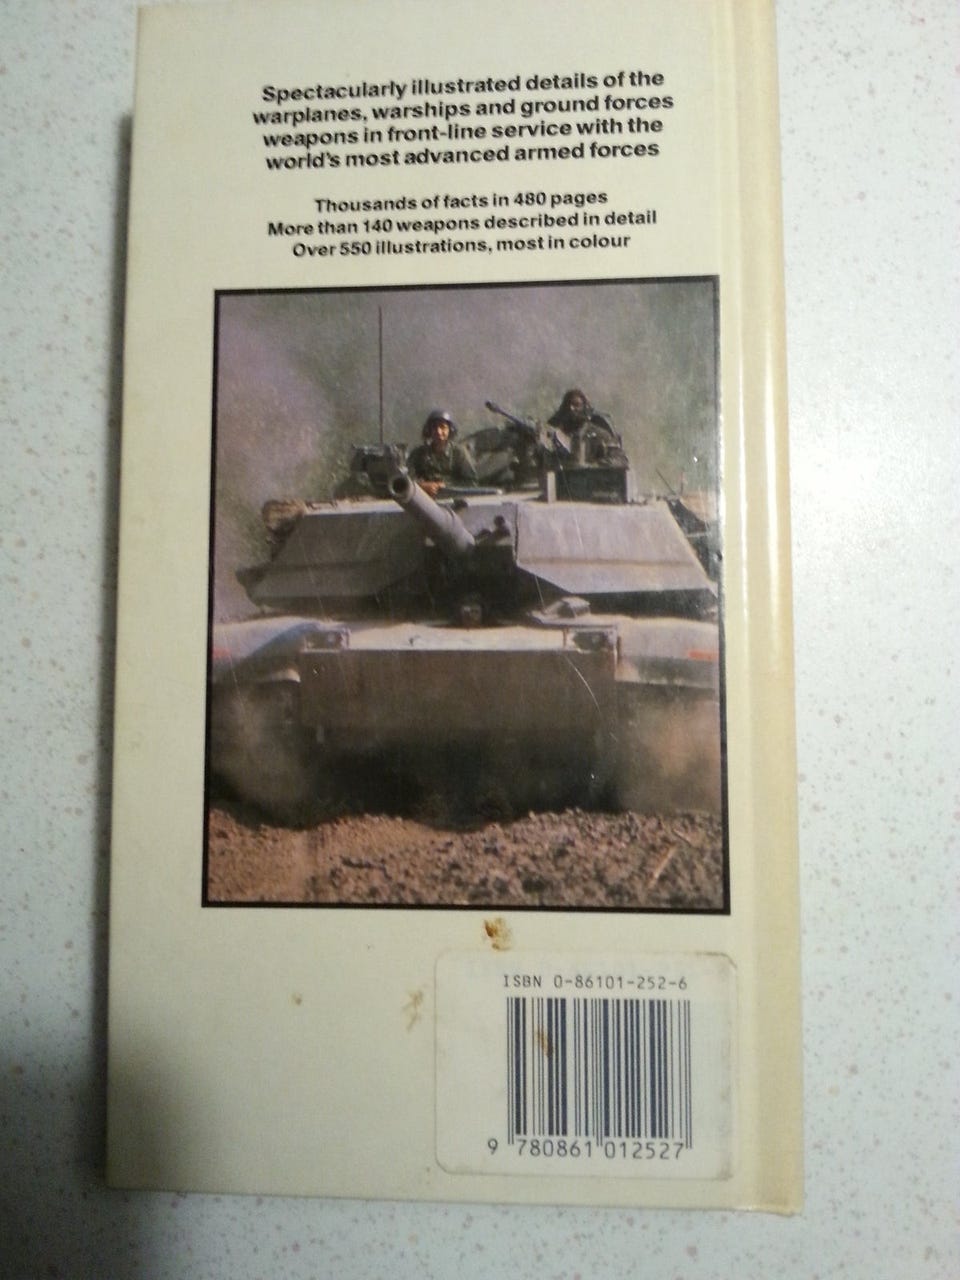 Spectacularly illustrated details of the
warplanes, warships and ground forces
weapons in front-line service with the
world's most advanced armed forces
Thousands of facts in 480 pages
More than 140 weapons described in detail
Over 550 illustrations, most in colour
ISBN 0-86101-252-6
9 780861 012527